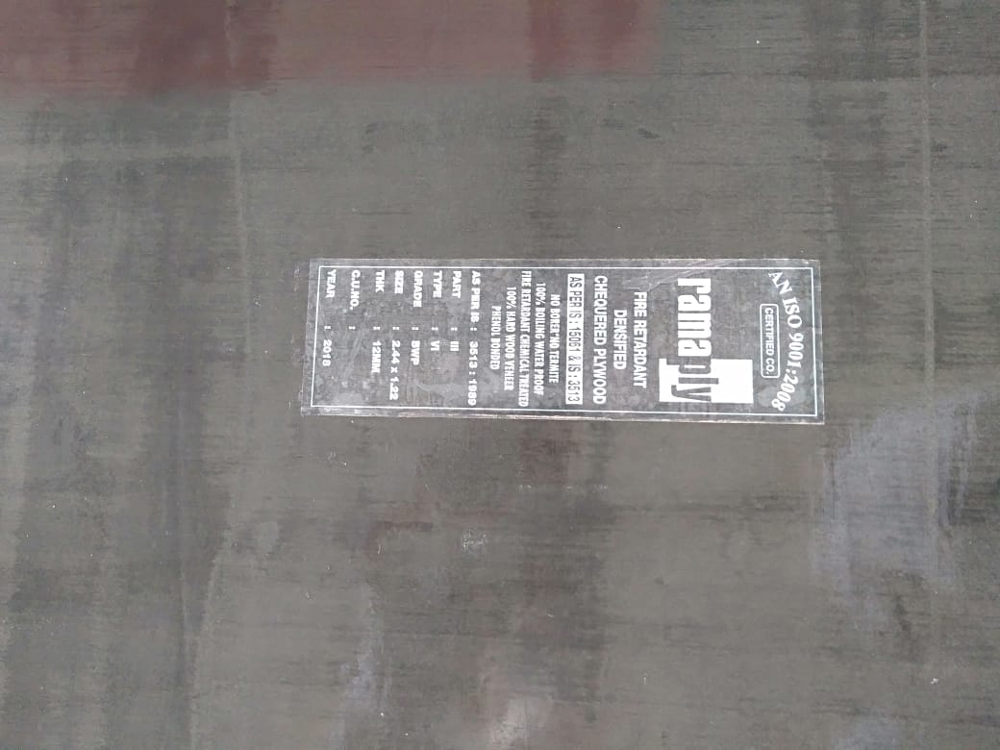 AN ISO 9001:2008
CERTIFIED CO.
ramaply
FIRE RETARDANT
DENSIFIED
CHEQUERED PLYWOOD
AS PER IS : 15061 & IS : 3513
NO BORER*NO TERMITE
100% BOILING WATER PROOF
FIRE RETARDANT CHEMICAL TREATED
100% HARD WOOD VENEER
PHENOL BONDED
AS PER IS : 3513 : 1989
PART : III
TYPE : VI
GRADE : BWP
SIZE : 2.44 x 1.22
THK : 12MM
C.U.NO. :
YEAR : 2018